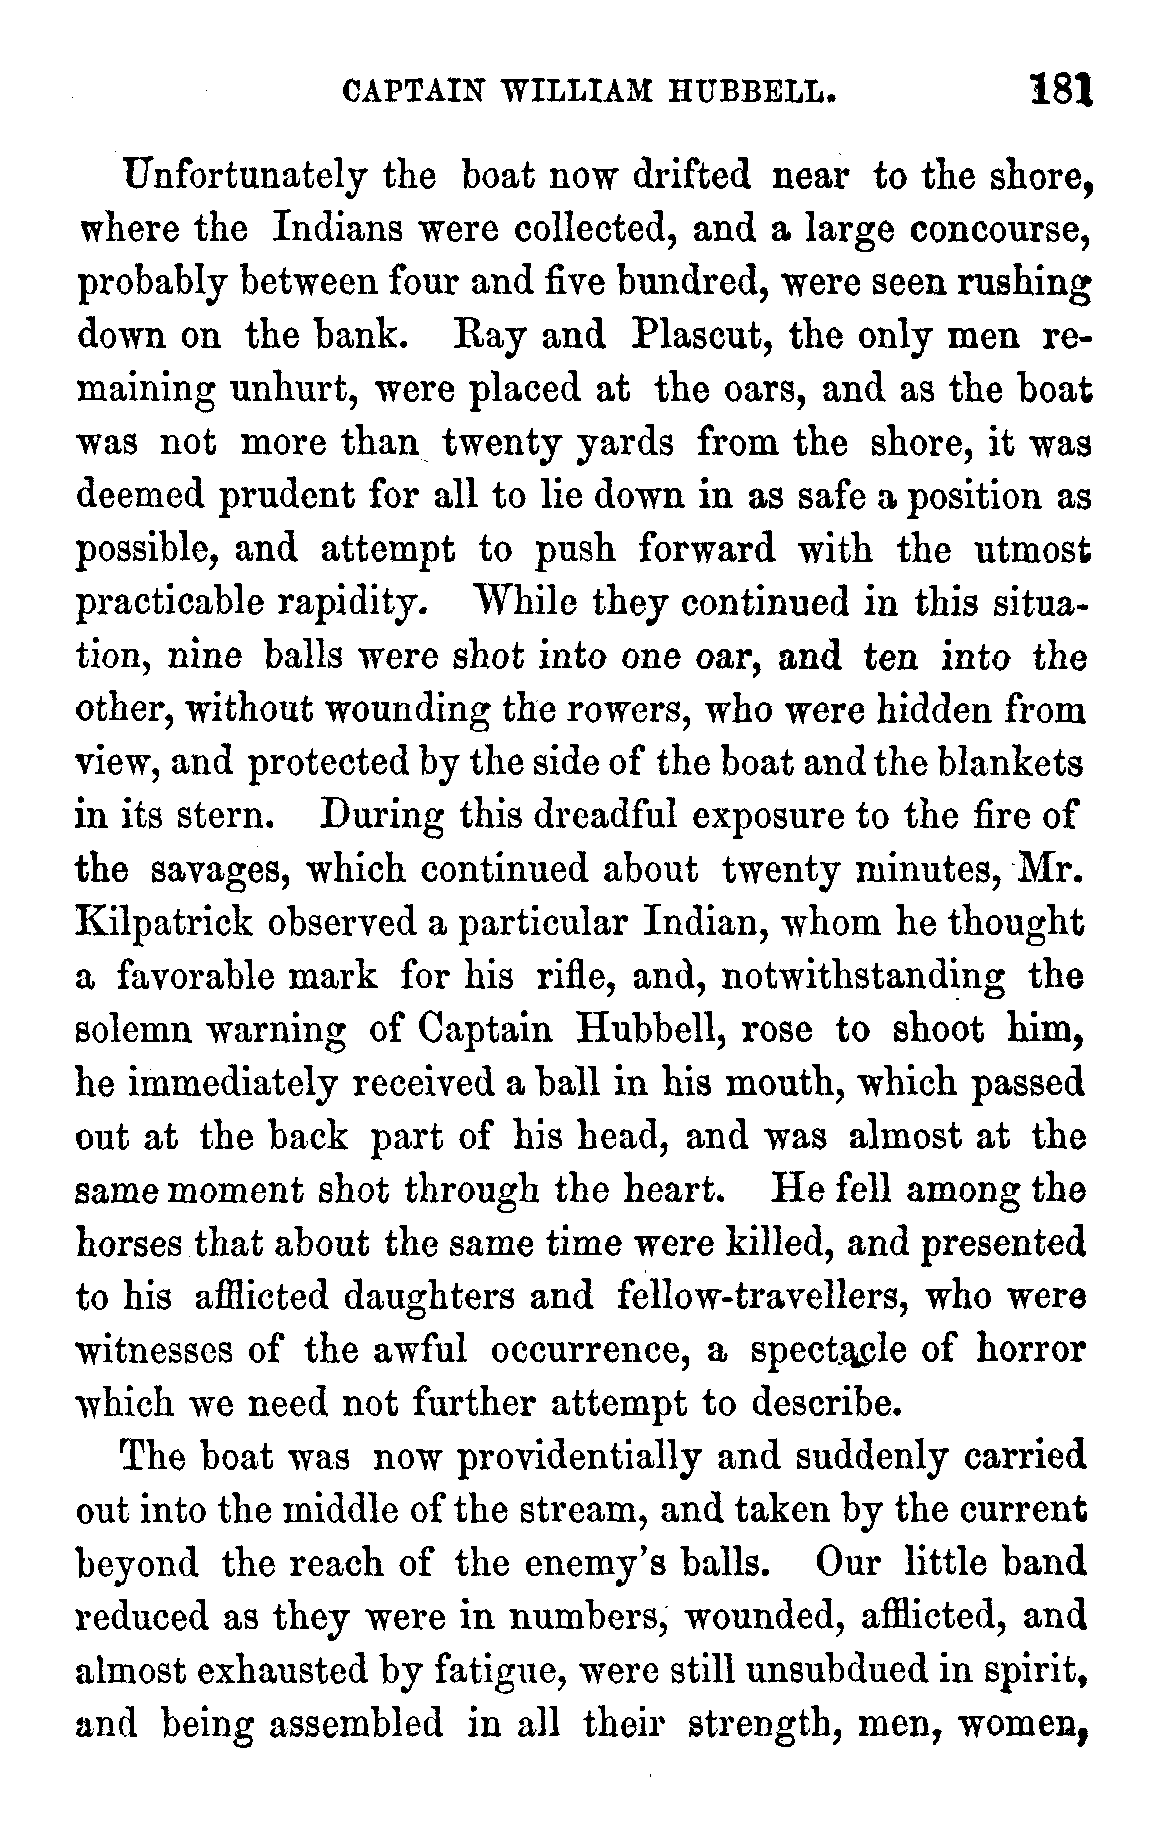 CAPTAIN WILLIAM HUBBELL. 181
Unfortunately the boat now drifted near to the shore,
where the Indians were collected, and a large concourse,
probably between four and five bundred, were seen rushing
down on the bank. Ray and Plascut, the only men re-
maining unhurt, were placed at the oars, and as the boat
was not more than twenty yards from the shore, it was
deemed prudent for all to lie down in as safe a position as
possible, and attempt to push forward with the utmost
practicable rapidity. While they continued in this situa-
tion, nine balls were shot into one oar, and ten into the
other, without wounding the rowers, who were hidden from
view, and protected by the side of the boat and the blankets
in its stern. During this dreadful exposure to the fire of
the savages, which continued about twenty minutes, Mr.
Kilpatrick observed a particular Indian, whom he thought
a favorable mark for his rifle, and, notwithstanding the
solemn warning of Captain Hubbell, rose to shoot him,
he immediately received a ball in his mouth, which passed
out at the back part of his head, and was almost at the
same moment shot through the heart. He fell among the
horses that about the same time were killed, and presented
to his afflicted daughters and fellow-travellers, who were
witnesses of the awful occurrence, a spectacle of horror
which we need not further attempt to describe.
The boat was now providentially and suddenly carried
out into the middle of the stream, and taken by the current
beyond the reach of the enemy's balls. Our little band
reduced as they were in numbers, wounded, afflicted, and
almost exhausted by fatigue, were still unsubdued in spirit,
and being assembled in all their strength, men, women,